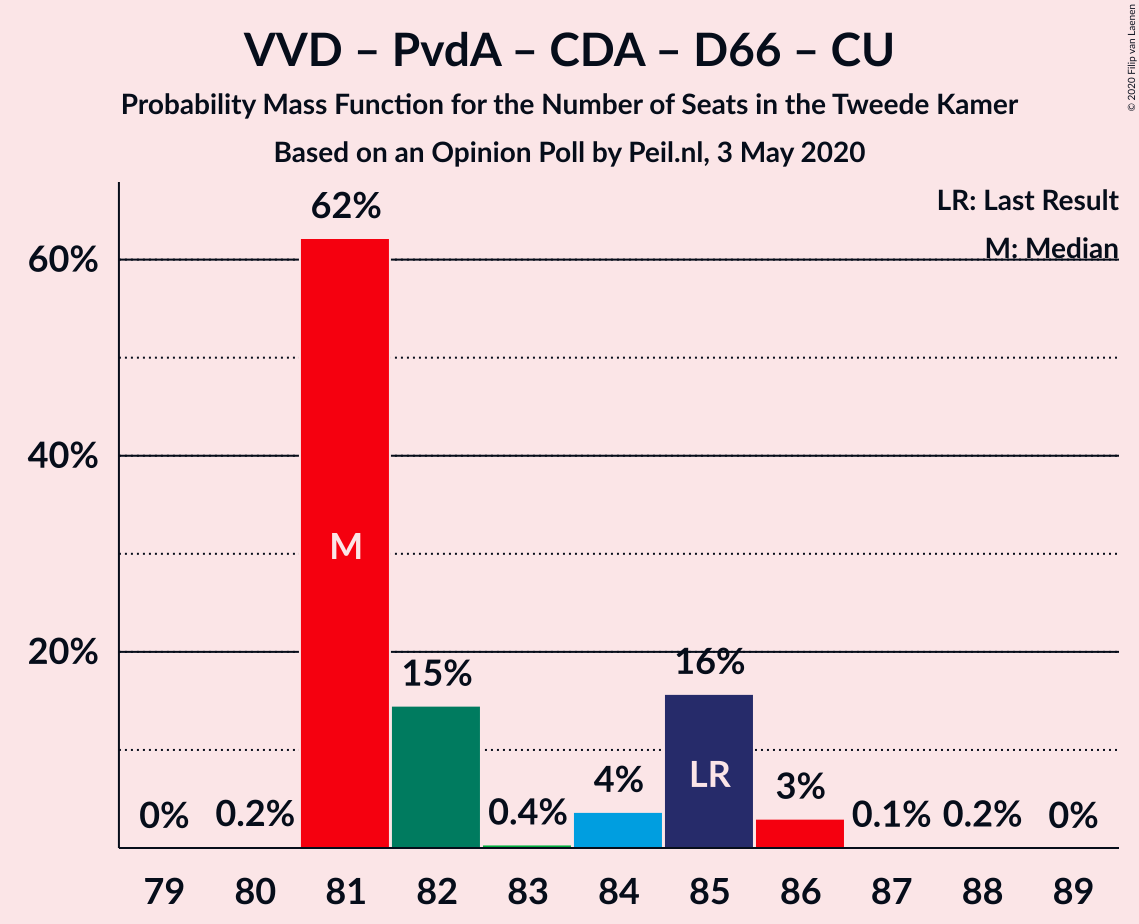 VVD – PvdA – CDA – D66 – CU
Probability Mass Function for the Number of Seats in the Tweede Kamer
Based on an Opinion Poll by Peil.nl, 3 May 2020
© 2020 Filip van Laenen
LR: Last Result
M: Median
60%
40%
20%
0%
0.2%
62%
15%
0.4%
4%
16%
3%
0.1%
0.2%
0%
M
LR
79 80 81 82 83 84 85 86 87 88 89